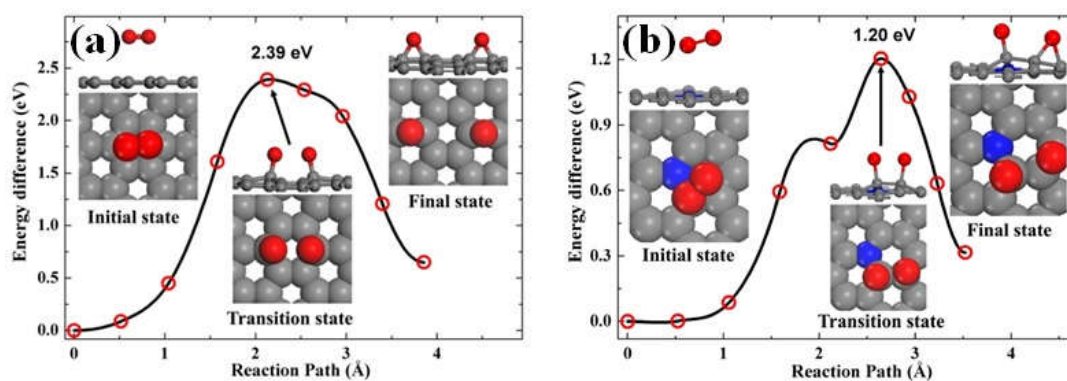 (a)
2.39 eV
2.5
2.0
1.5
1.0
0.5
0.0
Energy difference (eV)
Initial state
Transition state
Final state
0 1 2 3 4
Reaction Path (Å)
(b)
1.20 eV
1.2
0.9
0.6
0.3
0.0
Energy difference (eV)
Initial state
Transition state
Final state
0 1 2 3 4
Reaction Path (Å)